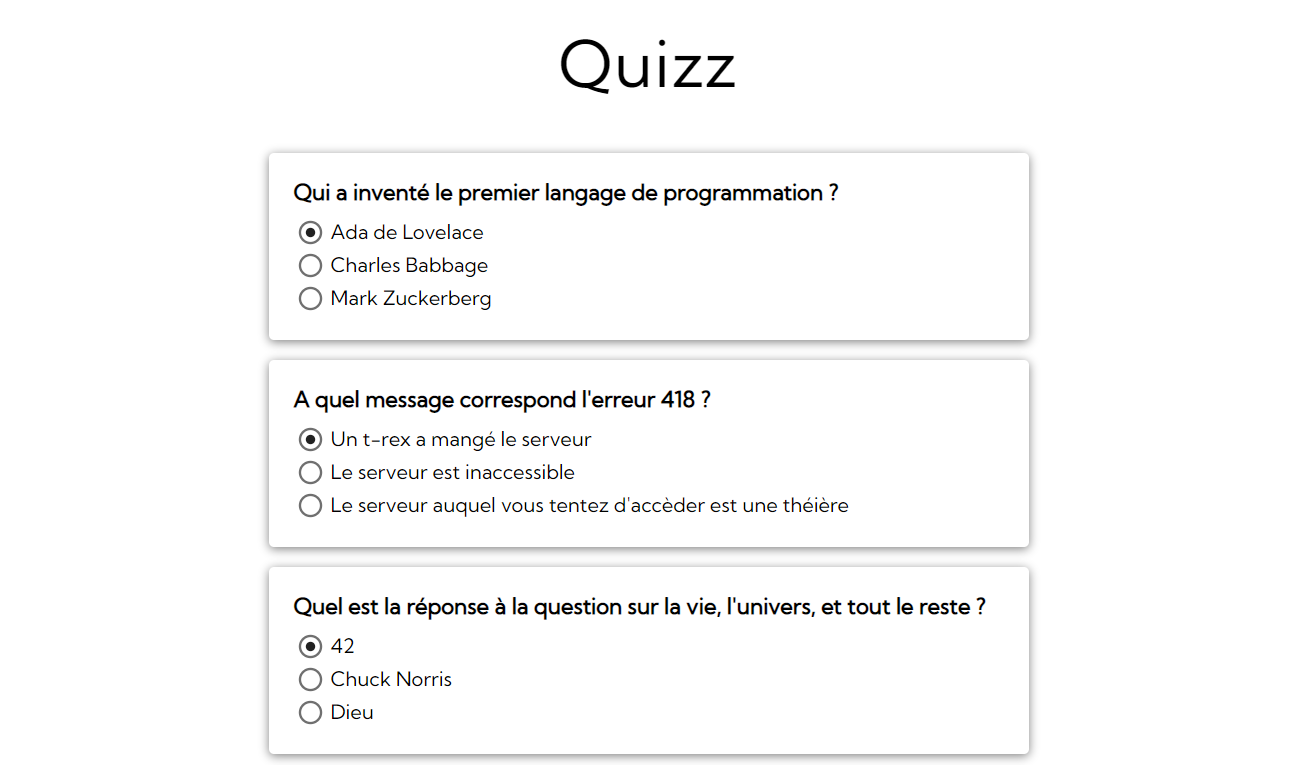 Quizz
Qui a inventé le premier langage de programmation ?
Ada de Lovelace
Charles Babbage
Mark Zuckerberg
A quel message correspond l'erreur 418 ?
Un t-rex a mangé le serveur
Le serveur est inaccessible
Le serveur auquel vous tentez d'accèder est une théière
Quel est la réponse à la question sur la vie, l'univers, et tout le reste ?
42
Chuck Norris
Dieu